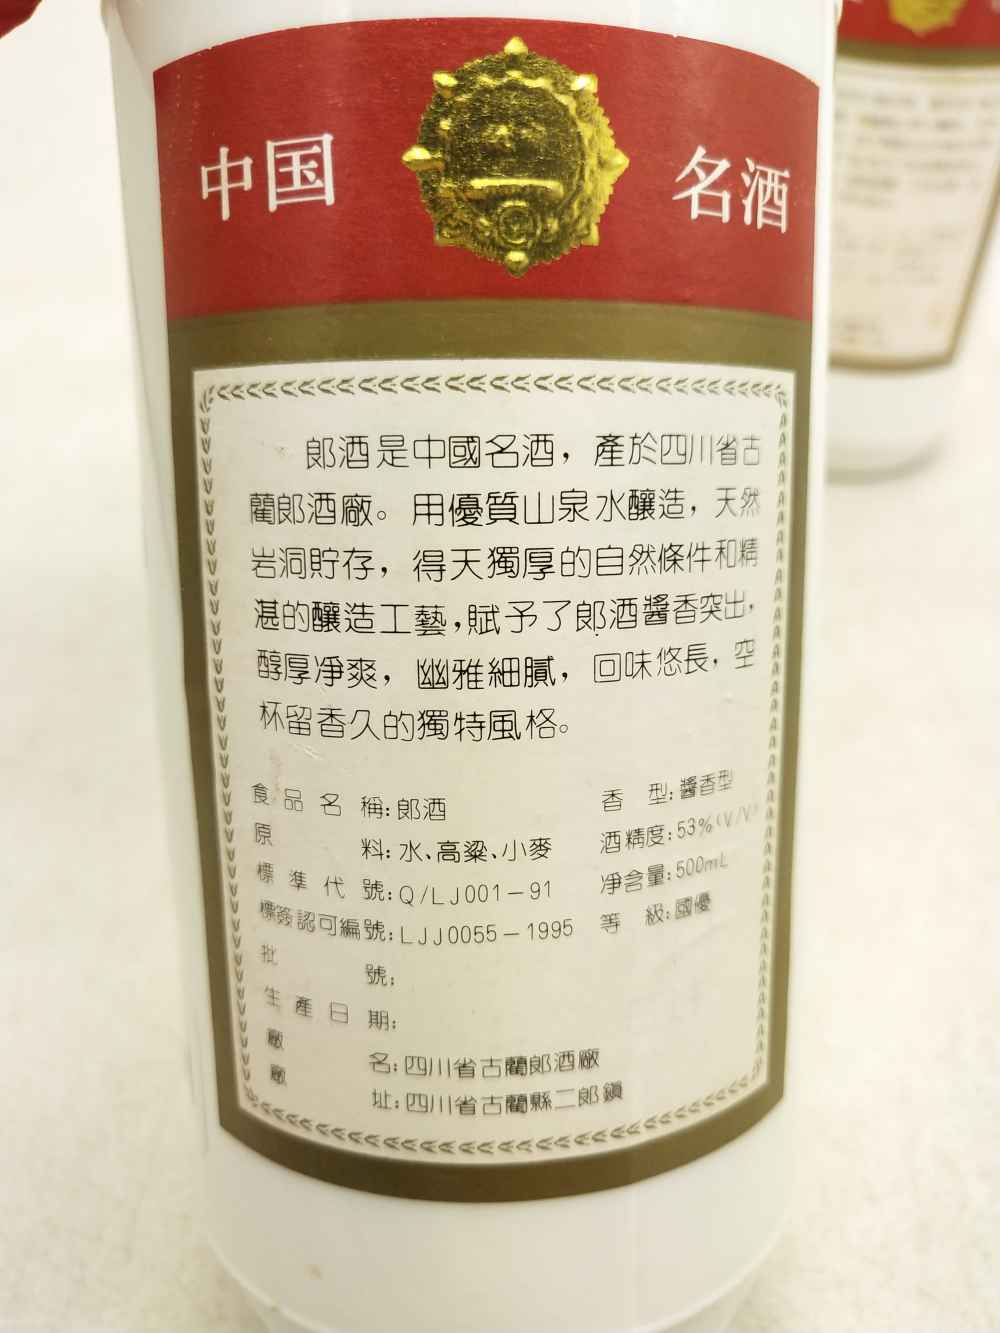 中国 名酒
郎酒是中國名酒，產於四川省古
藺郎酒廠。用優質山泉水釀造，天然
岩洞貯存，得天獨厚的自然條件和精
湛的釀造工藝，賦予了郎酒醬香突出，
醇厚凈爽，幽雅細膩，回味悠長，空
杯留香久的獨特風格。
食品名稱：郎酒 香型：醬香型
原料：水、高粱、小麥 酒精度：53%(V/V)
標準代號：Q/LJ001-91 凈含量：500mL
標簽認可編號：LJJ0055-1995 等級：國優
批號：
生產日期：
廠名：四川省古藺郎酒廠
廠址：四川省古藺縣二郎鎮